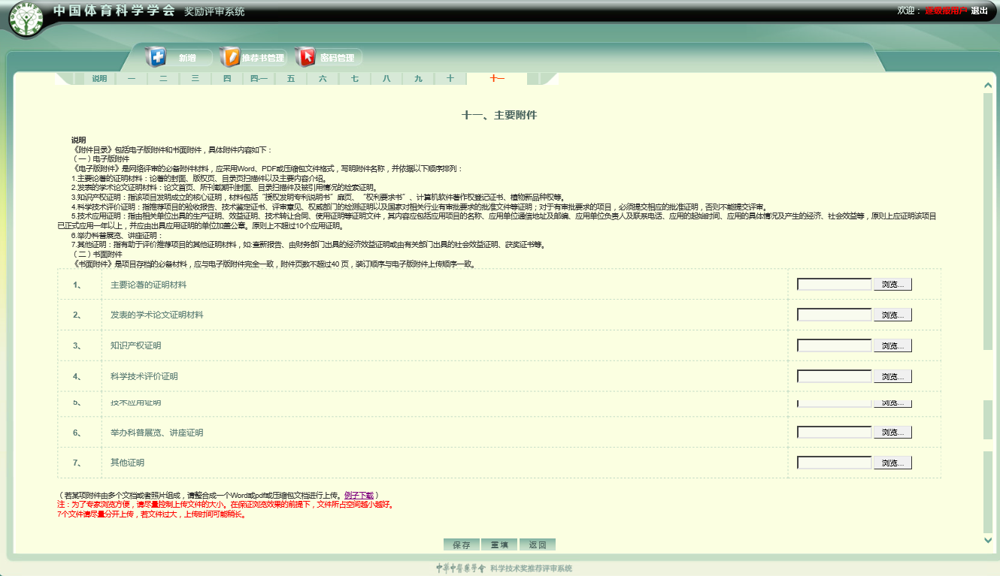 中国体育科学学会 奖励评审系统
欢迎： 逐级报用户 退出
新增 推荐书管理 密码管理
说明 一 二 三 四 四一 五 六 七 八 九 十 十一
十一、主要附件
说明
《附件目录》包括电子版附件和书面附件，具体附件内容如下：
（一）电子版附件
《电子版附件》是网络评审的必备附件材料，应采用Word、PDF或压缩包文件格式，写明附件名称，并依据以下顺序排列：
1.主要论著的证明材料：论著的封面、版权页、目录页扫描件以及主要内容介绍。
2.发表的学术论文证明材料：论文首页、所刊载期刊封面、目录扫描件及被引用情况的检索证明。
3.知识产权证明：指该项目发明成立的核心证明，材料包括“授权发明专利说明书”扉页、“权利要求书”、计算机软件著作权登记证书、植物新品种权等。
4.科学技术评价证明：指推荐项目的验收报告、技术鉴定证书、评审意见、权威部门的检测证明以及国家对相关行业有审批要求的批准文件等证明；对于有审批要求的项目，必须提交相应的批准证明，否则不能提交评审。
5.技术应用证明：指由相关单位出具的生产证明、效益证明、技术转让合同、使用证明等证明文件，其内容应包括应用项目的名称、应用单位通信地址及邮编、应用单位负责人及联系电话、应用的起始时间、应用的具体情况及产生的经济、社会效益等，原则上应证明该项目
已正式应用一年以上，并应由出具应用证明的单位加盖公章。原则上不超过10个应用证明。
6.举办科普展览、讲座证明：
7.其他证明：指有助于评价推荐项目的其他证明材料，如:查新报告、由财务部门出具的经济效益证明或由有关部门出具的社会效益证明、获奖证书等。
（二）书面附件
《书面附件》是项目存档的必备材料，应与电子版附件完全一致，附件页数不超过40 页，装订顺序与电子版附件上传顺序一致。
1、 主要论著的证明材料 浏览...
2、 发表的学术论文证明材料 浏览...
3、 知识产权证明 浏览...
4、 科学技术评价证明 浏览...
5、 技术应用证明 浏览...
6、 举办科普展览、讲座证明 浏览...
7、 其他证明 浏览...
（若某项附件由多个文档或者照片组成，请整合成一个Word或pdf或压缩包文档进行上传。例子下载）
注：为了专家浏览方便，请尽量控制上传文件的大小。在保证浏览效果的前提下，文件所占空间越小越好。
7个文件请尽量分开上传，若文件过大，上传时间可能稍长。
保存 重填 返回
中华中医药学会 科学技术奖推荐评审系统